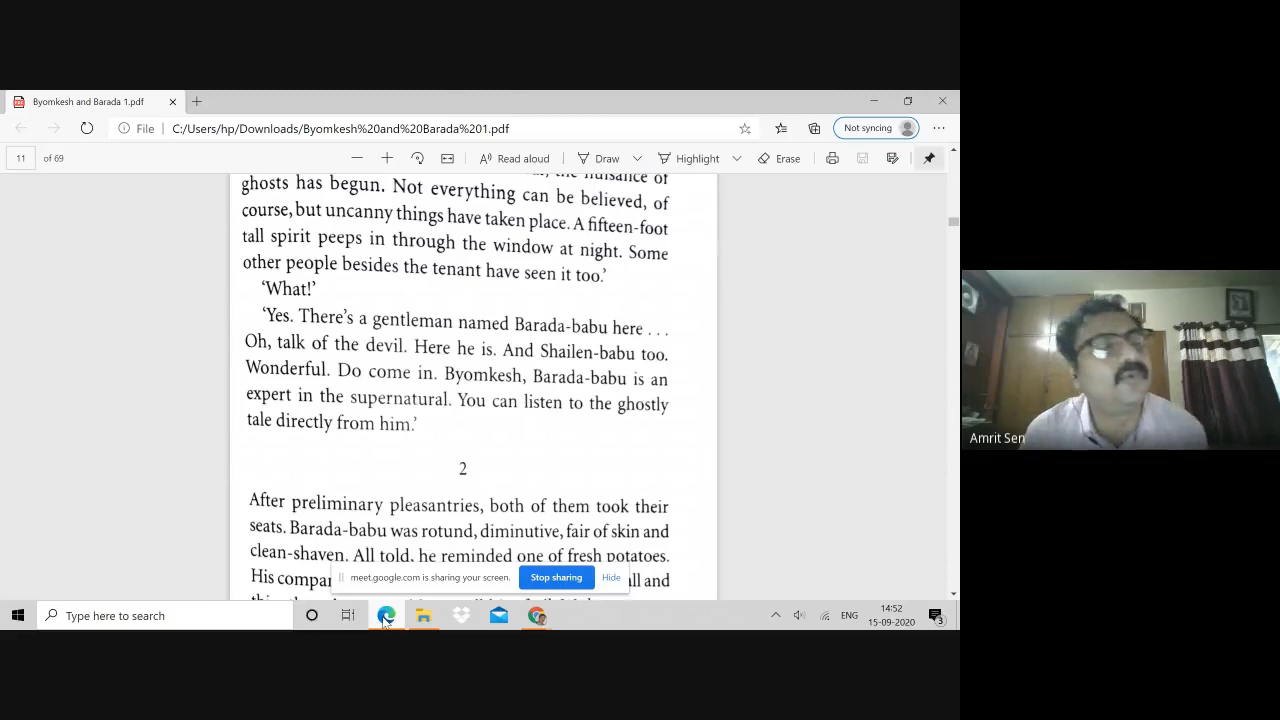 Byomkesh and Barada 1.pdf
File
C:/Users/hp/Downloads/Byomkesh%20and%20Barada%201.pdf
Not syncing
11 of 69
Read aloud
Draw
Highlight
Erase
the nuisance of
ghosts has begun. Not everything can be believed, of
course, but uncanny things have taken place. A fifteen-foot
tall spirit peeps in through the window at night. Some
other people besides the tenant have seen it too.’
‘What!’
‘Yes. There’s a gentleman named Barada-babu here . . .
Oh, talk of the devil. Here he is. And Shailen-babu too.
Wonderful. Do come in. Byomkesh, Barada-babu is an
expert in the supernatural. You can listen to the ghostly
tale directly from him.’
2
After preliminary pleasantries, both of them took their
seats. Barada-babu was rotund, diminutive, fair of skin and
clean-shaven. All told, he reminded one of fresh potatoes.
His and
meet.google.com is sharing your screen.
Stop sharing
Hide
Amrit Sen
Type here to search
ENG
14:52
15-09-2020
3